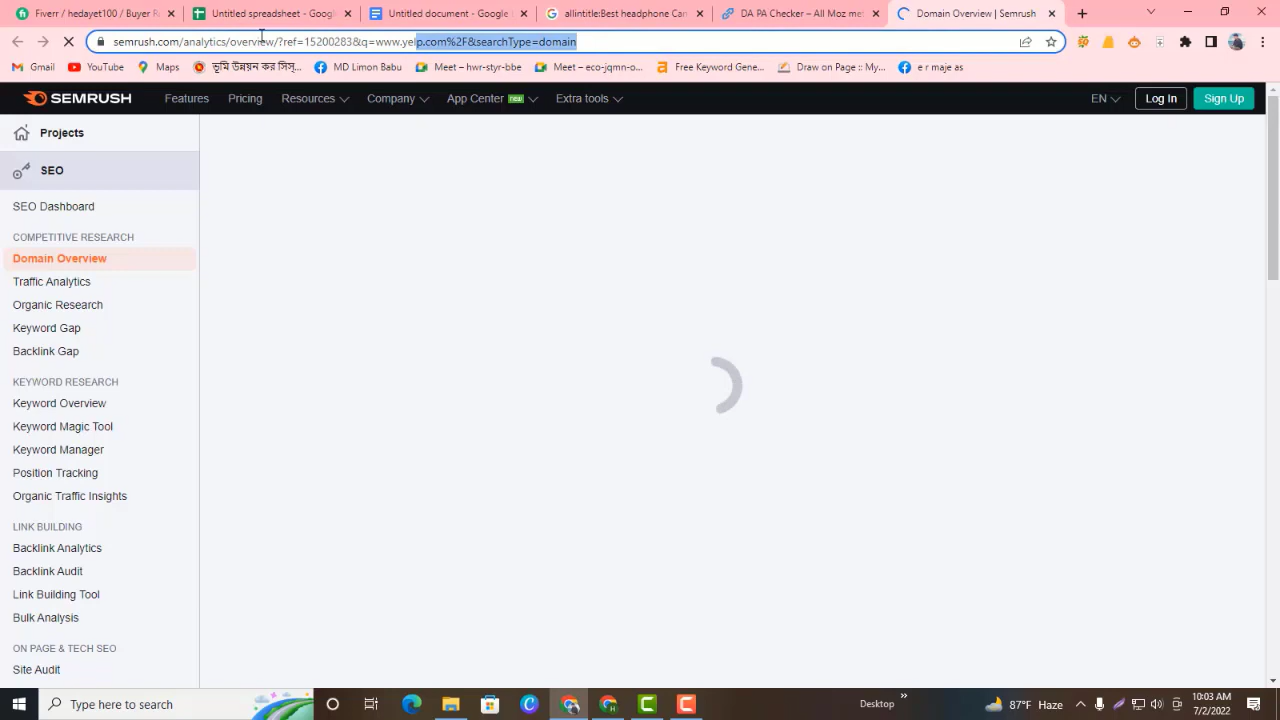 Fiverr / hedayet100 / Buyer R
Untitled spreadsheet - Googl
Untitled document - Google
allintitle:Best headphone Car
DA PA Checker – All Moz met
Domain Overview | Semrush
semrush.com/analytics/overview/?ref=15200283&q=www.yelp.com%2F&searchType=domain
Gmail
YouTube
Maps
ভূমি উন্নয়ন কর সিস্...
MD Limon Babu
Meet – hwr-styr-bbe
Meet – eco-jqmn-o...
Free Keyword Gene...
Draw on Page :: My...
e r maje as
SEMRUSH
Features
Pricing
Resources
Company
App Center new
Extra tools
EN
Log In
Sign Up
Projects
SEO
SEO Dashboard
COMPETITIVE RESEARCH
Domain Overview
Traffic Analytics
Organic Research
Keyword Gap
Backlink Gap
KEYWORD RESEARCH
Keyword Overview
Keyword Magic Tool
Keyword Manager
Position Tracking
Organic Traffic Insights
LINK BUILDING
Backlink Analytics
Backlink Audit
Link Building Tool
Bulk Analysis
ON PAGE & TECH SEO
Site Audit
Type here to search
Desktop
87°F Haze
10:03 AM
7/2/2022